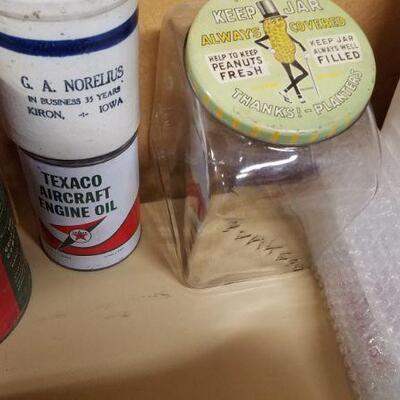 G. A. NORELIUS
IN BUSINESS 35 YEARS
KIRON, IOWA
TEXACO
AIRCRAFT
ENGINE OIL
KEEP JAR
ALWAYS COVERED
HELP TO KEEP
PEANUTS
FRESH
KEEP JAR
ALWAYS WELL
FILLED
THANKS! - PLANTERS